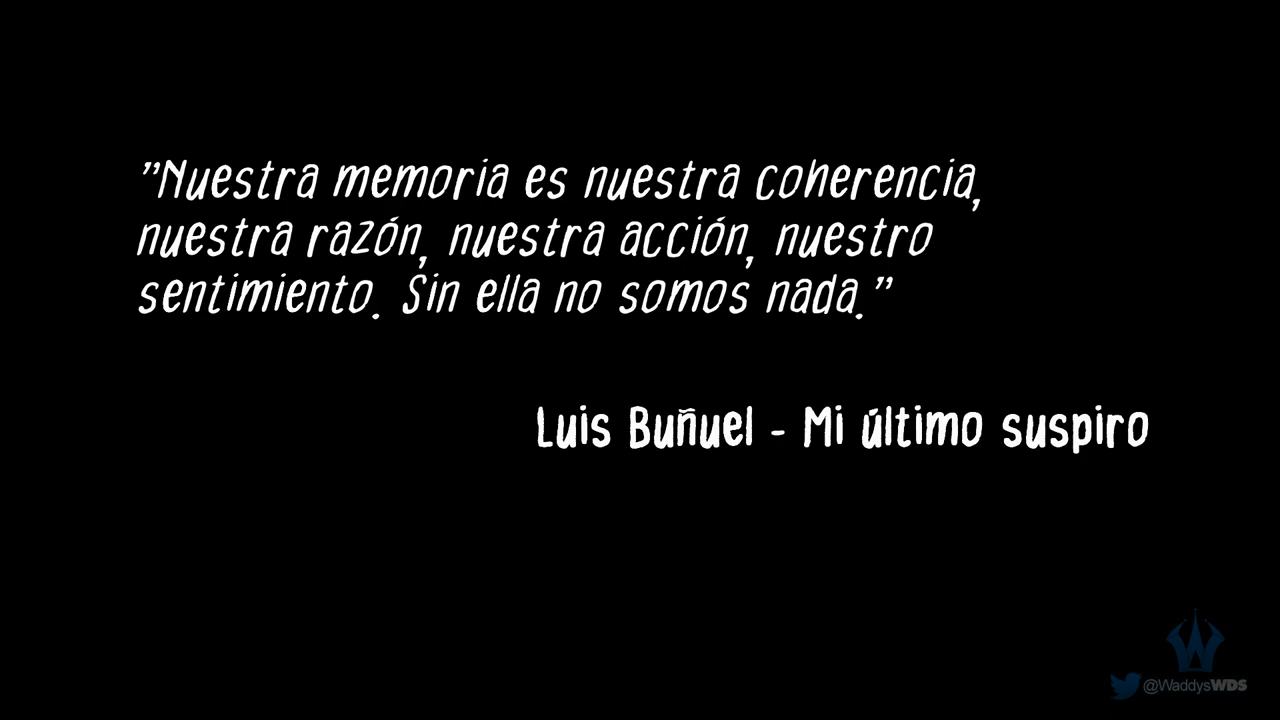 "Nuestra memoria es nuestra coherencia,
nuestra razón, nuestra acción, nuestro
sentimiento. Sin ella no somos nada."
Luis Buñuel - Mi último suspiro
W
@WaddysWDS